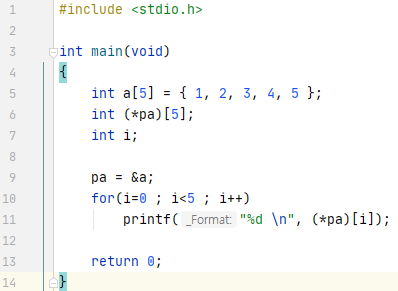 1 #include <stdio.h>
2
3 int main(void)
4 {
5     int a[5] = { 1, 2, 3, 4, 5 };
6     int (*pa)[5];
7     int i;
8
9     pa = &a;
10     for(i=0 ; i<5 ; i++)
11         printf( _Format: "%d \n", (*pa)[i]);
12
13     return 0;
14 }